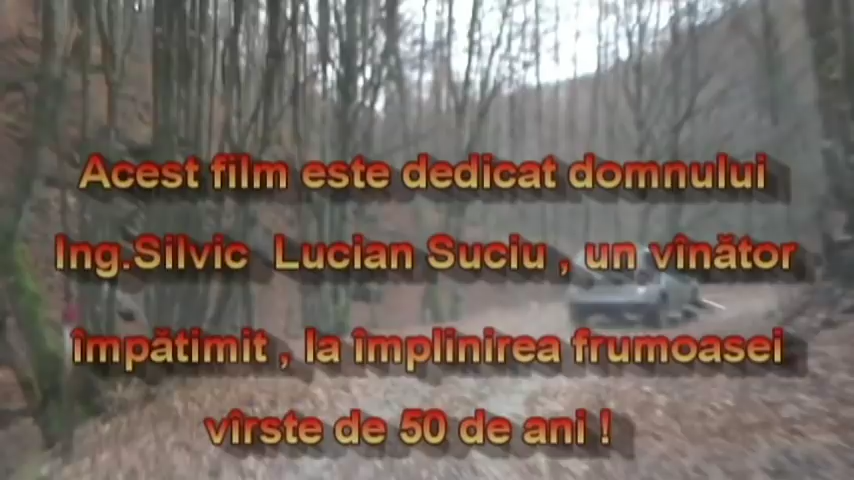 Acest film este dedicat domnului
Ing.Silvic Lucian Suciu , un vînător
împătimit , la împlinirea frumoasei
vîrste de 50 de ani !